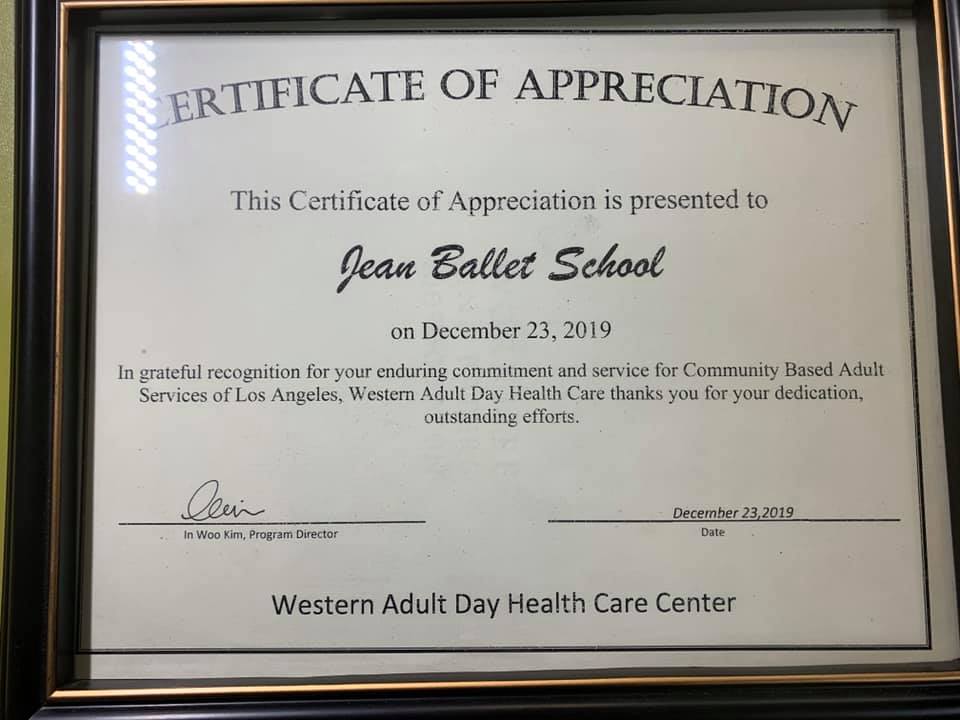 CERTIFICATE OF APPRECIATION
This Certificate of Appreciation is presented to
Jean Ballet School
on December 23, 2019
In grateful recognition for your enduring commitment and service for Community Based Adult
Services of Los Angeles, Western Adult Day Health Care thanks you for your dedication,
outstanding efforts.
December 23,2019
In Woo Kim, Program Director
Date
Western Adult Day Health Care Center